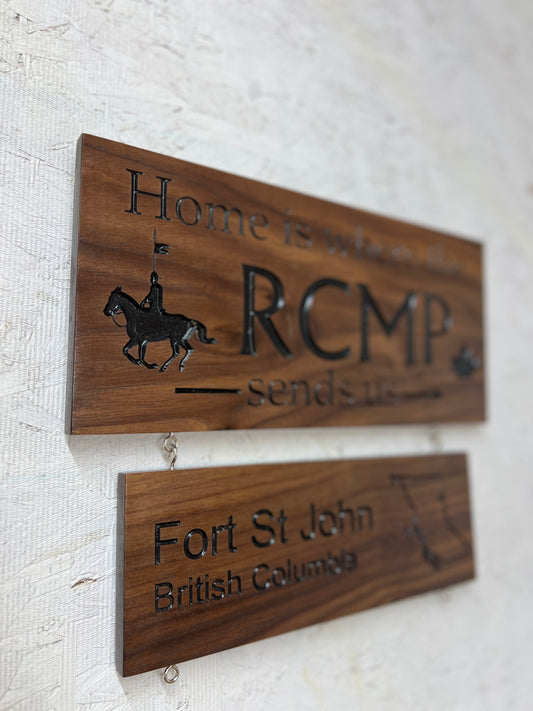 Home is where the
RCMP
sends us
Fort St John
British Columbia